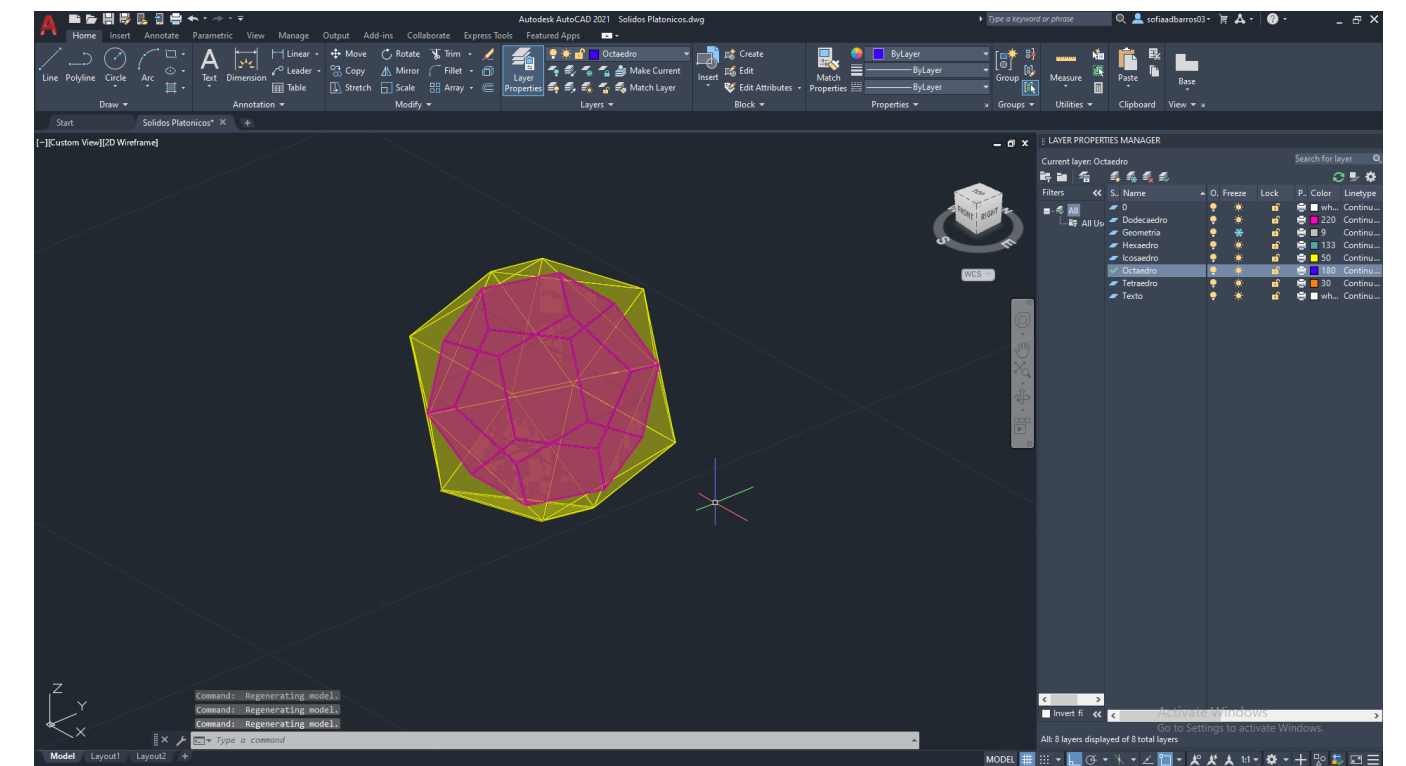 Autodesk AutoCAD 2021 Solidos Platonicos.dwg
Type a keyword or phrase
sofiaadbarros03
Home Insert Annotate Parametric View Manage Output Add-ins Collaborate Express Tools Featured Apps
Line Polyline Circle Arc
Text Dimension
Linear
Leader
Table
Move Rotate Trim
Copy Mirror Fillet
Stretch Scale Array
Layer Properties
Octaedro
Make Current
Match Layer
Insert
Create
Edit
Edit Attributes
Match Properties
ByLayer
ByLayer
ByLayer
Group
Measure
Paste
Base
Draw Annotation Modify Layers Block Properties Groups Utilities Clipboard View
Start Solidos Platonicos*
[−][Custom View][2D Wireframe]
TOP
FRONT RIGHT
S E
WCS
LAYER PROPERTIES MANAGER
Current layer: Octaedro
Search for layer
Filters
All
All Us
S.. Name O. Freeze Lock P.. Color Linetype
0 wh... Continu...
Dodecaedro 220 Continu...
Geometria 9 Continu...
Hexaedro 133 Continu...
Icosaedro 50 Continu...
Octaedro 180 Continu...
Tetraedro 30 Continu...
Texto wh... Continu...
Invert fi
All: 8 layers displayed of 8 total layers
Activate Windows
Go to Settings to activate Windows.
Z
Y
X
Command: Regenerating model.
Command: Regenerating model.
Command: Regenerating model.
Type a command
Model Layout1 Layout2
MODEL
1:1